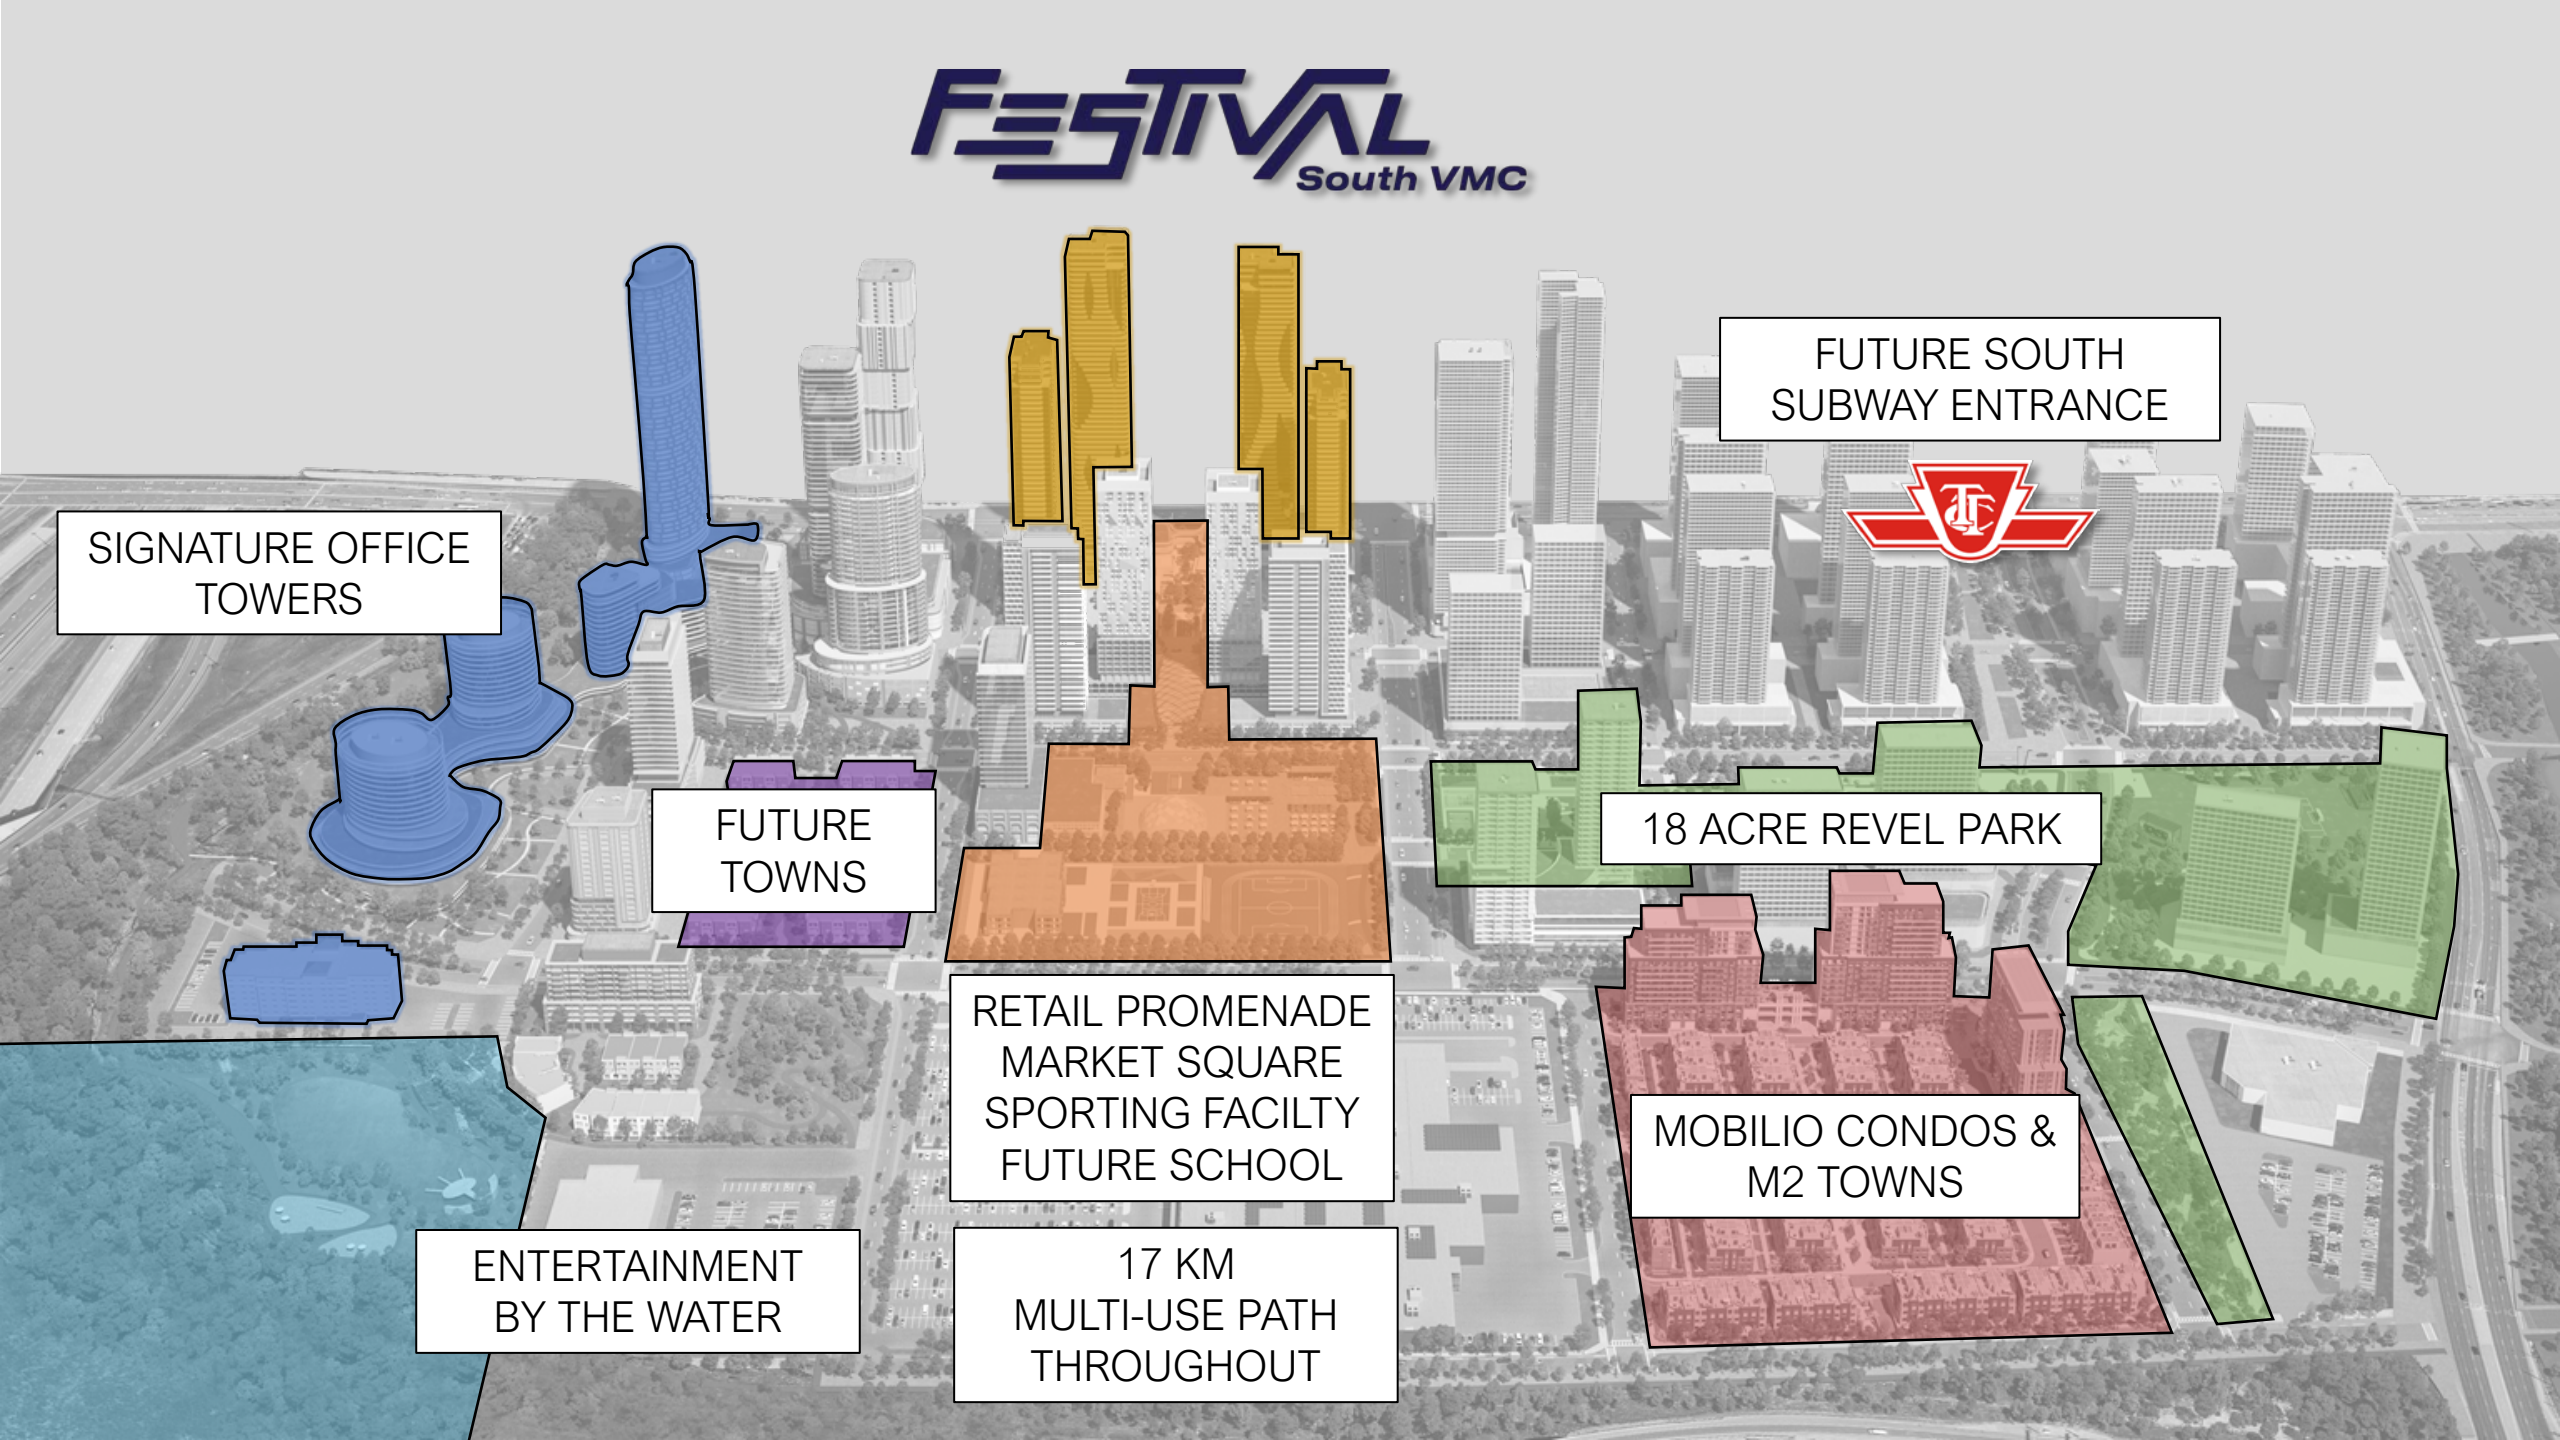 FESTIVAL
South VMC
FUTURE SOUTH
SUBWAY ENTRANCE
TTC
SIGNATURE OFFICE
TOWERS
FUTURE
TOWNS
18 ACRE REVEL PARK
RETAIL PROMENADE
MARKET SQUARE
SPORTING FACILTY
FUTURE SCHOOL
MOBILIO CONDOS &
M2 TOWNS
ENTERTAINMENT
BY THE WATER
17 KM
MULTI-USE PATH
THROUGHOUT